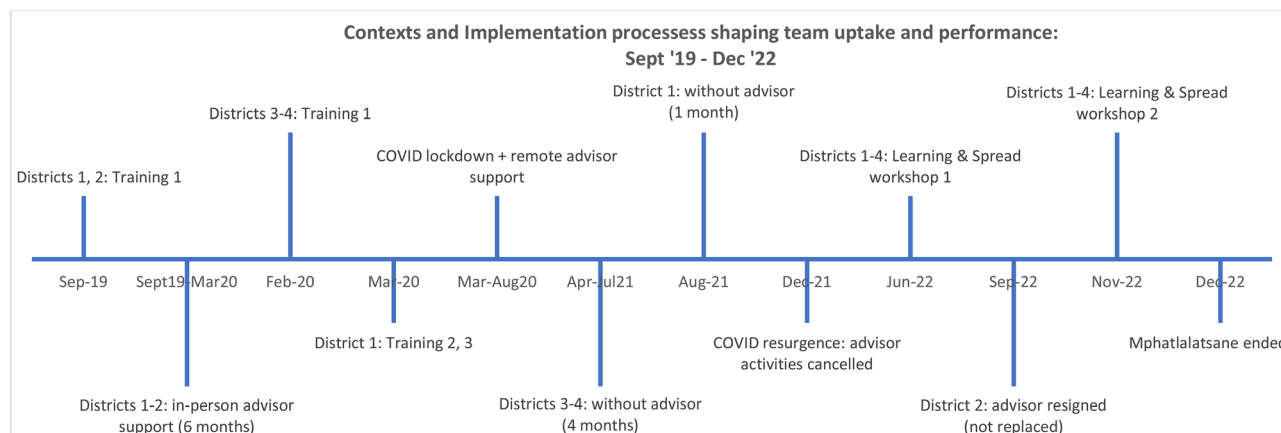 Contexts and Implementation processess shaping team uptake and performance:
Sept '19 - Dec '22
District 1: without advisor
(1 month)
Districts 1-4: Learning & Spread
workshop 2
Districts 3-4: Training 1
COVID lockdown + remote advisor
support
Districts 1-4: Learning & Spread
workshop 1
Districts 1, 2: Training 1
Sep-19
Sept19-Mar20
Feb-20
Mar-20
Mar-Aug20
Apr-Jul21
Aug-21
Dec-21
Jun-22
Sep-22
Nov-22
Dec-22
District 1: Training 2, 3
COVID resurgence: advisor
activities cancelled
Mphatlalatsane ended
Districts 1-2: in-person advisor
support (6 months)
Districts 3-4: without advisor
(4 months)
District 2: advisor resigned
(not replaced)